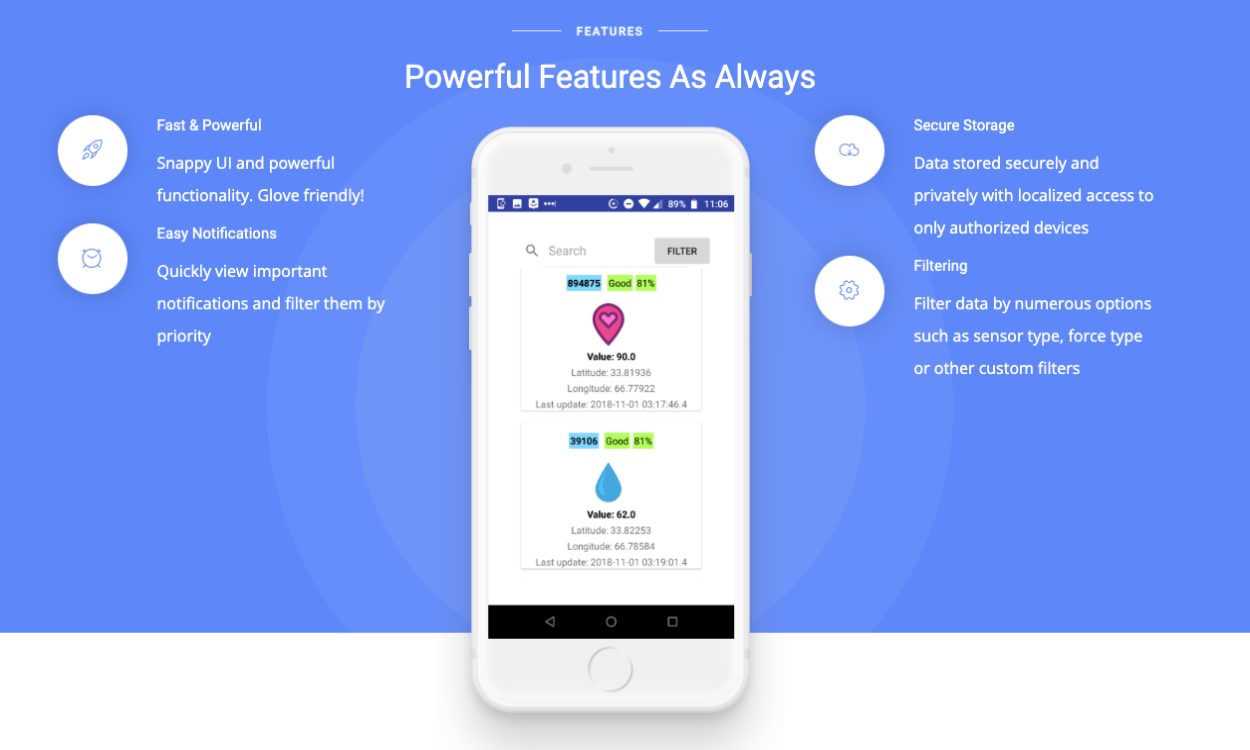 FEATURES
Powerful Features As Always
Fast & Powerful
Snappy UI and powerful
functionality. Glove friendly!
Easy Notifications
Quickly view important
notifications and filter them by
priority
89% 11:06
Search FILTER
894875 Good 81%
Value: 90.0
Latitude: 33.81936
Longitude: 66.77922
Last update: 2018-11-01 03:17:46.4
39106 Good 81%
Value: 62.0
Latitude: 33.82253
Longitude: 66.78584
Last update: 2018-11-01 03:19:01.4
Secure Storage
Data stored securely and
privately with localized access to
only authorized devices
Filtering
Filter data by numerous options
such as sensor type, force type
or other custom filters